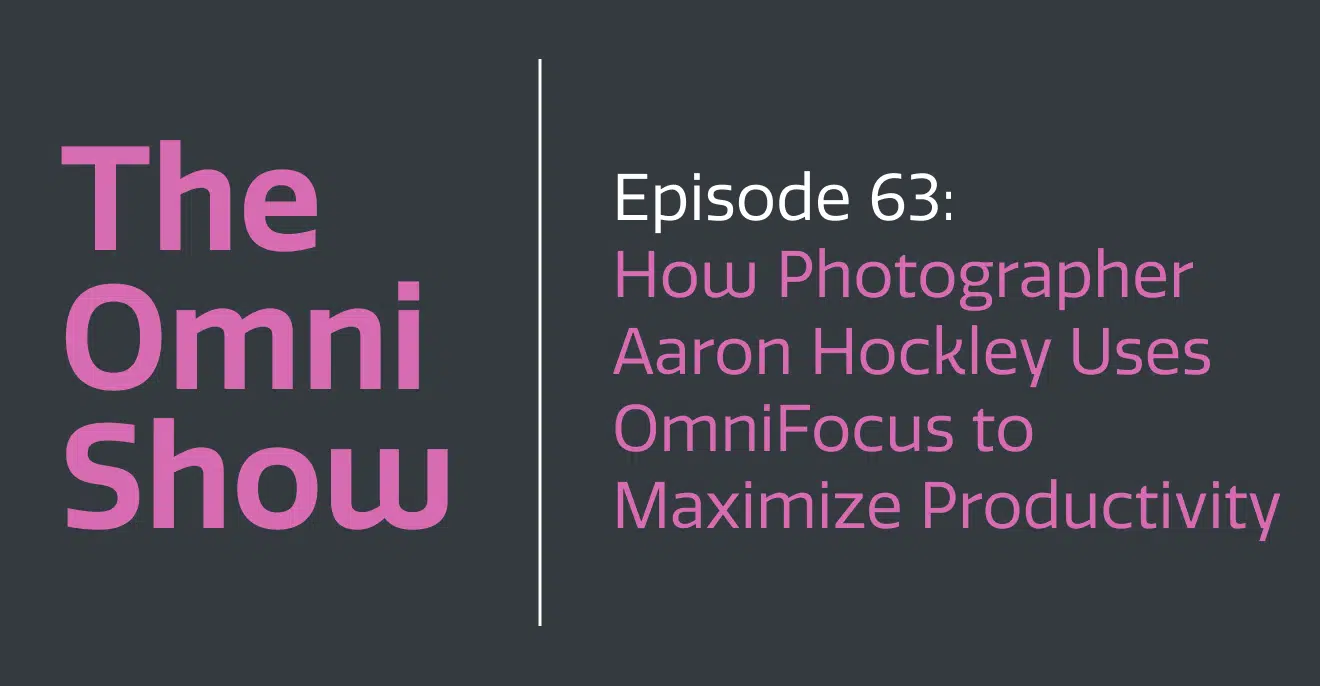 The
Omni
Show
Episode 63:
How Photographer
Aaron Hockley Uses
OmniFocus to
Maximize Productivity